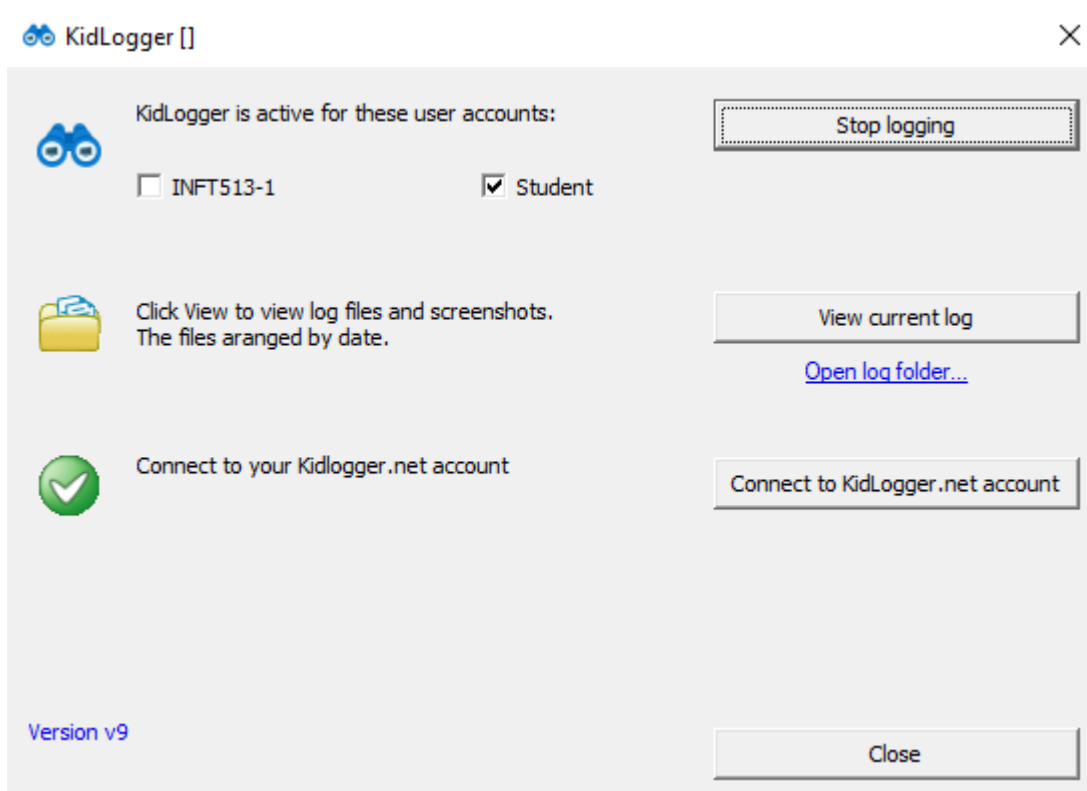 KidLogger []
KidLogger is active for these user accounts:
Stop logging
INFT513-1
Student
Click View to view log files and screenshots.
The files aranged by date.
View current log
Open log folder...
Connect to your Kidlogger.net account
Connect to KidLogger.net account
Version v9
Close